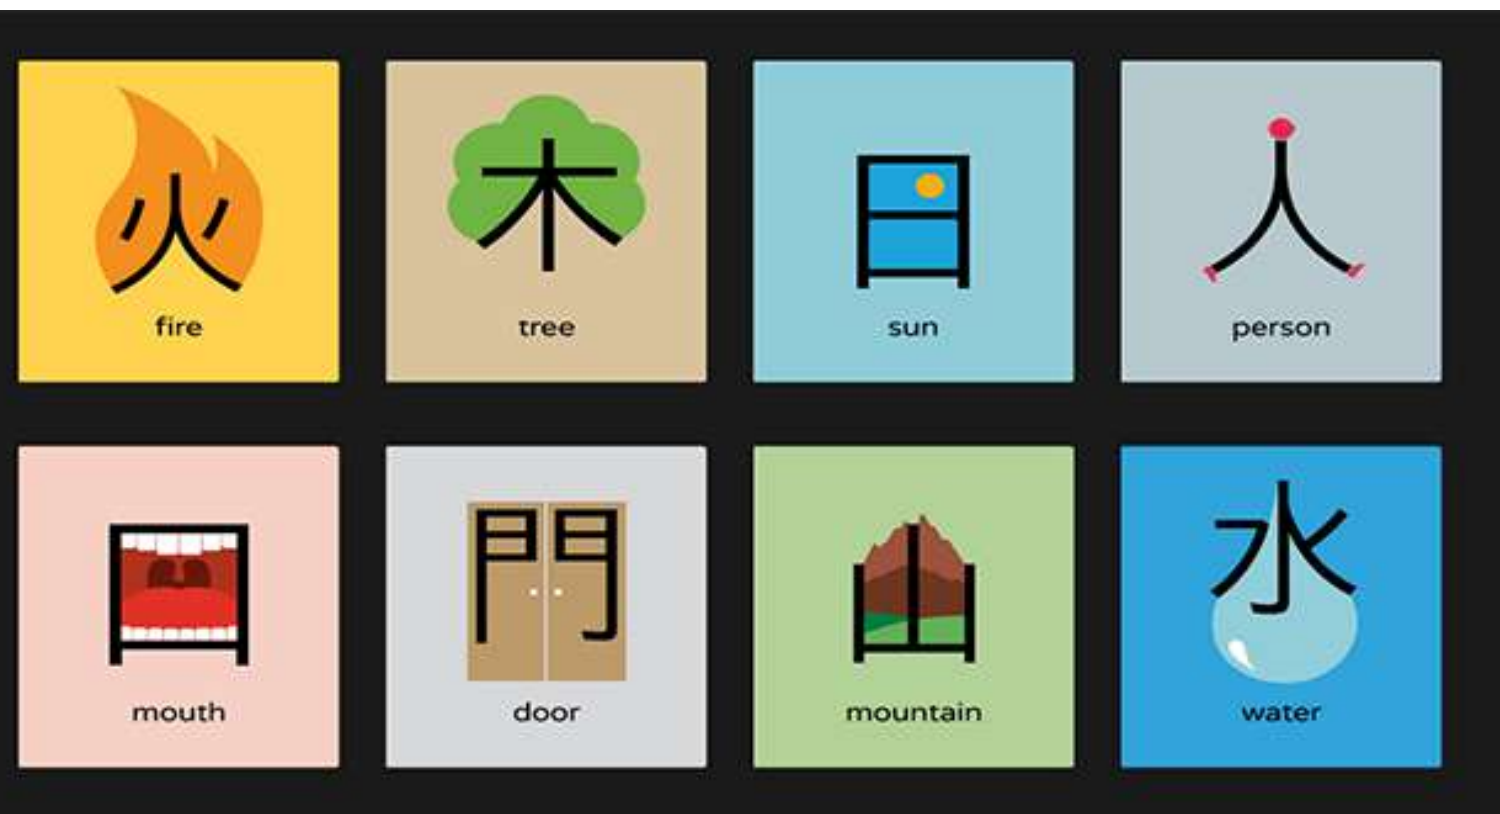 火
fire
木
tree
日
sun
人
person
口
mouth
門
door
山
mountain
水
water